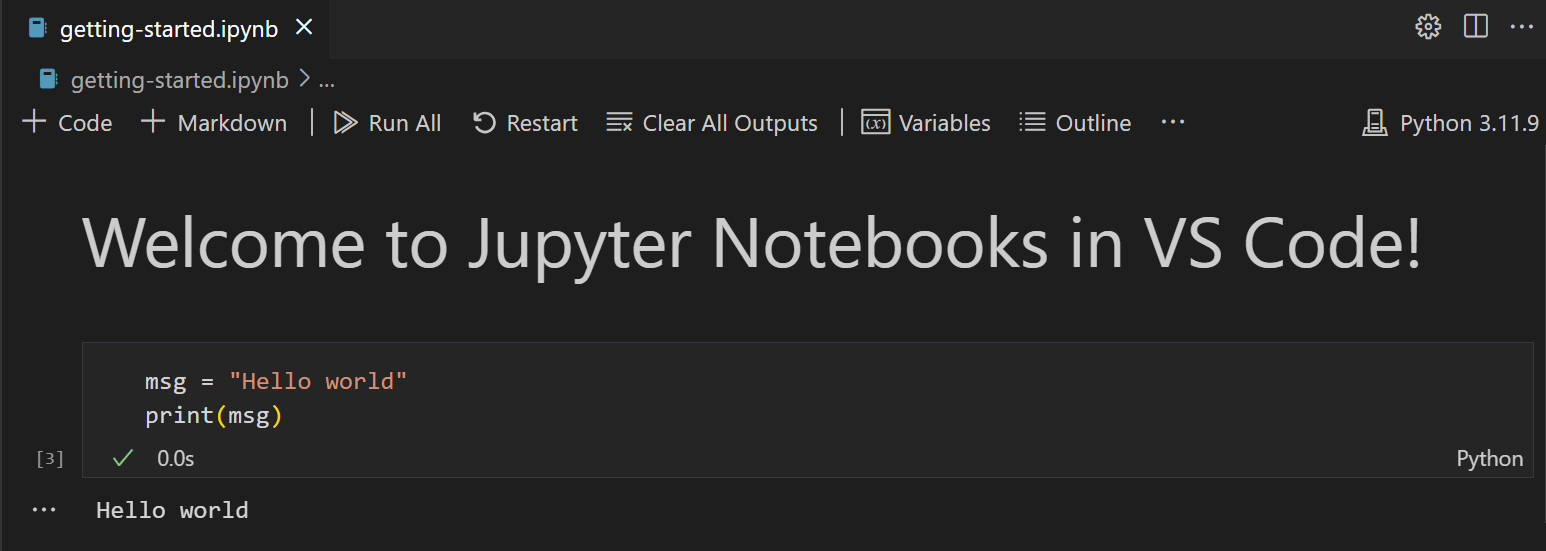 getting-started.ipynb
getting-started.ipynb > ...
Code Markdown Run All Restart Clear All Outputs (x) Variables Outline ... Python 3.11.9
Welcome to Jupyter Notebooks in VS Code!
msg = "Hello world"
print(msg)
[3] 0.0s Python
Hello world